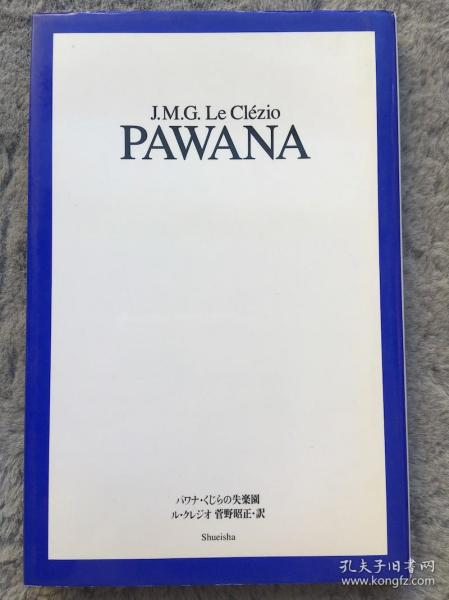 J.M.G. Le Clézio
PAWANA
パワナ・くじらの失楽園
ル・クレジオ 菅野昭正・訳
Shueisha
孔夫子旧书网
www.kongfz.com